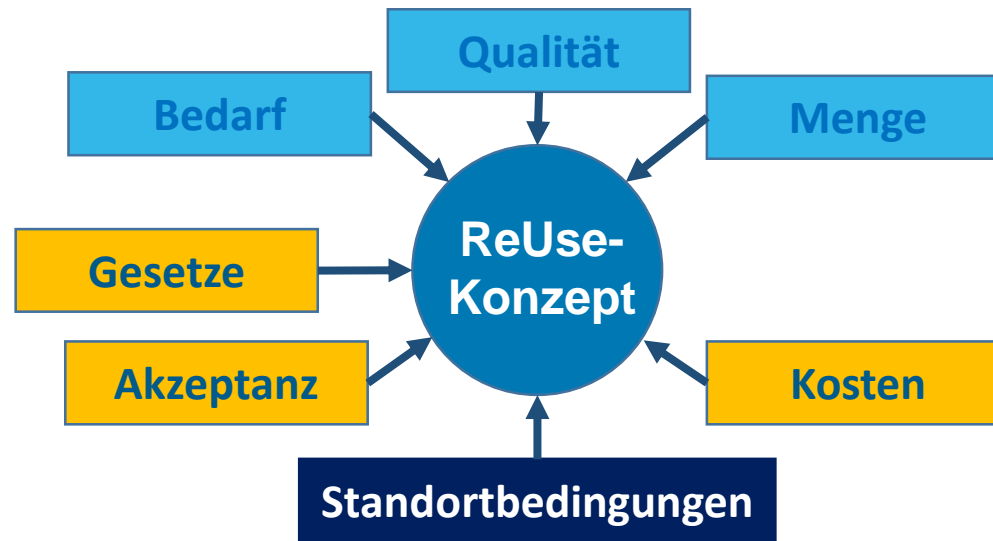 Qualität
Bedarf
Menge
ReUse-
Konzept
Gesetze
Akzeptanz
Kosten
Standortbedingungen